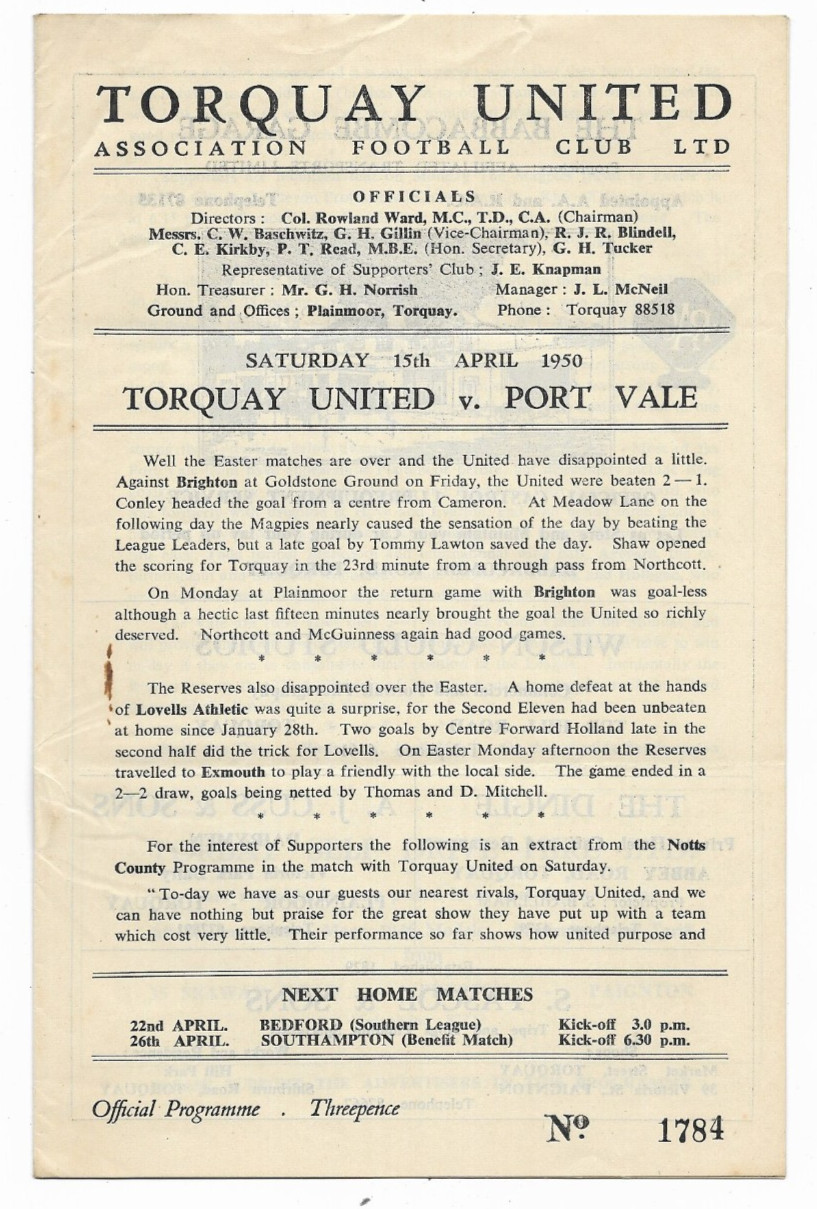 TORQUAY UNITED
ASSOCIATION FOOTBALL CLUB LTD
OFFICIALS
Directors : Col. Rowland Ward, M.C., T.D., C.A. (Chairman)
Messrs. C. W. Baschwitz, G. H. Gillin (Vice-Chairman), R. J. R. Blindell,
C. E. Kirkby, P. T. Read, M.B.E. (Hon. Secretary), G. H. Tucker
Representative of Supporters' Club ; J. E. Knapman
Hon. Treasurer : Mr. G. H. Norrish Manager : J. L. McNeil
Ground and Offices ; Plainmoor, Torquay. Phone : Torquay 88518
SATURDAY 15th APRIL 1950
TORQUAY UNITED v. PORT VALE
Well the Easter matches are over and the United have disappointed a little.
Against Brighton at Goldstone Ground on Friday, the United were beaten 2—1.
Conley headed the goal from a centre from Cameron. At Meadow Lane on the
following day the Magpies nearly caused the sensation of the day by beating the
League Leaders, but a late goal by Tommy Lawton saved the day. Shaw opened
the scoring for Torquay in the 23rd minute from a through pass from Northcott.
On Monday at Plainmoor the return game with Brighton was goal-less
although a hectic last fifteen minutes nearly brought the goal the United so richly
deserved. Northcott and McGuinness again had good games.
* * * * * *
The Reserves also disappointed over the Easter. A home defeat at the hands
of Lovells Athletic was quite a surprise, for the Second Eleven had been unbeaten
at home since January 28th. Two goals by Centre Forward Holland late in the
second half did the trick for Lovells. On Easter Monday afternoon the Reserves
travelled to Exmouth to play a friendly with the local side. The game ended in a
2—2 draw, goals being netted by Thomas and D. Mitchell.
* * * * * *
For the interest of Supporters the following is an extract from the Notts
County Programme in the match with Torquay United on Saturday.
"To-day we have as our guests our nearest rivals, Torquay United, and we
can have nothing but praise for the great show they have put up with a team
which cost very little. Their performance so far shows how united purpose and
NEXT HOME MATCHES
22nd APRIL. BEDFORD (Southern League) Kick-off 3.0 p.m.
26th APRIL. SOUTHAMPTON (Benefit Match) Kick-off 6.30 p.m.
Official Programme . Threepence
Nº 1784